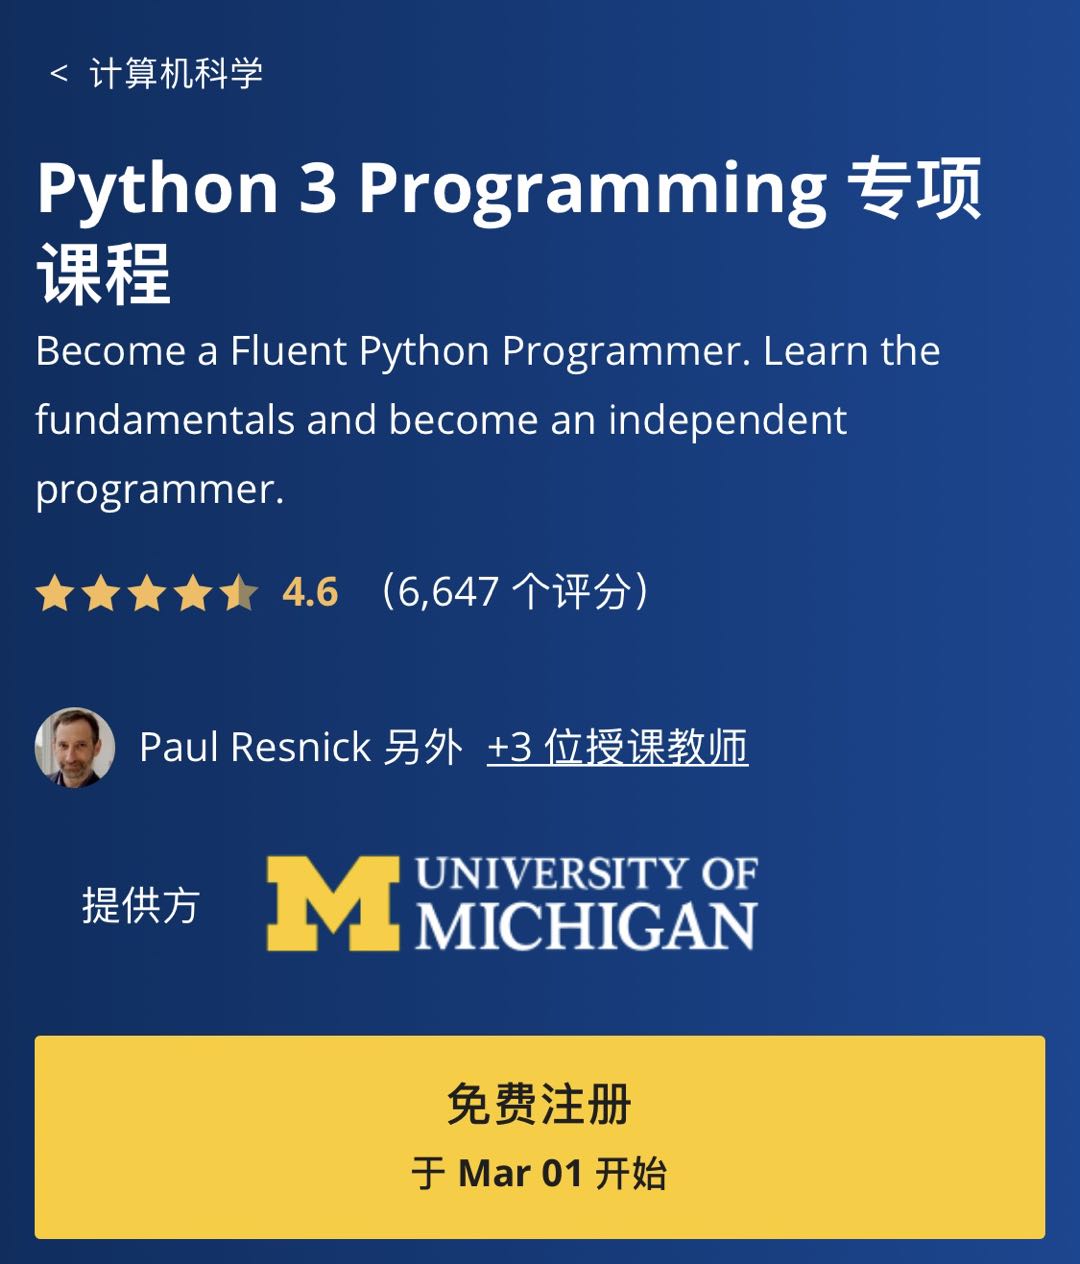 < 计算机科学
Python 3 Programming 专项
课程
Become a Fluent Python Programmer. Learn the
fundamentals and become an independent
programmer.
4.6 （6,647 个评分）
Paul Resnick 另外 +3 位授课教师
提供方
M UNIVERSITY OF
MICHIGAN
免费注册
于 Mar 01 开始